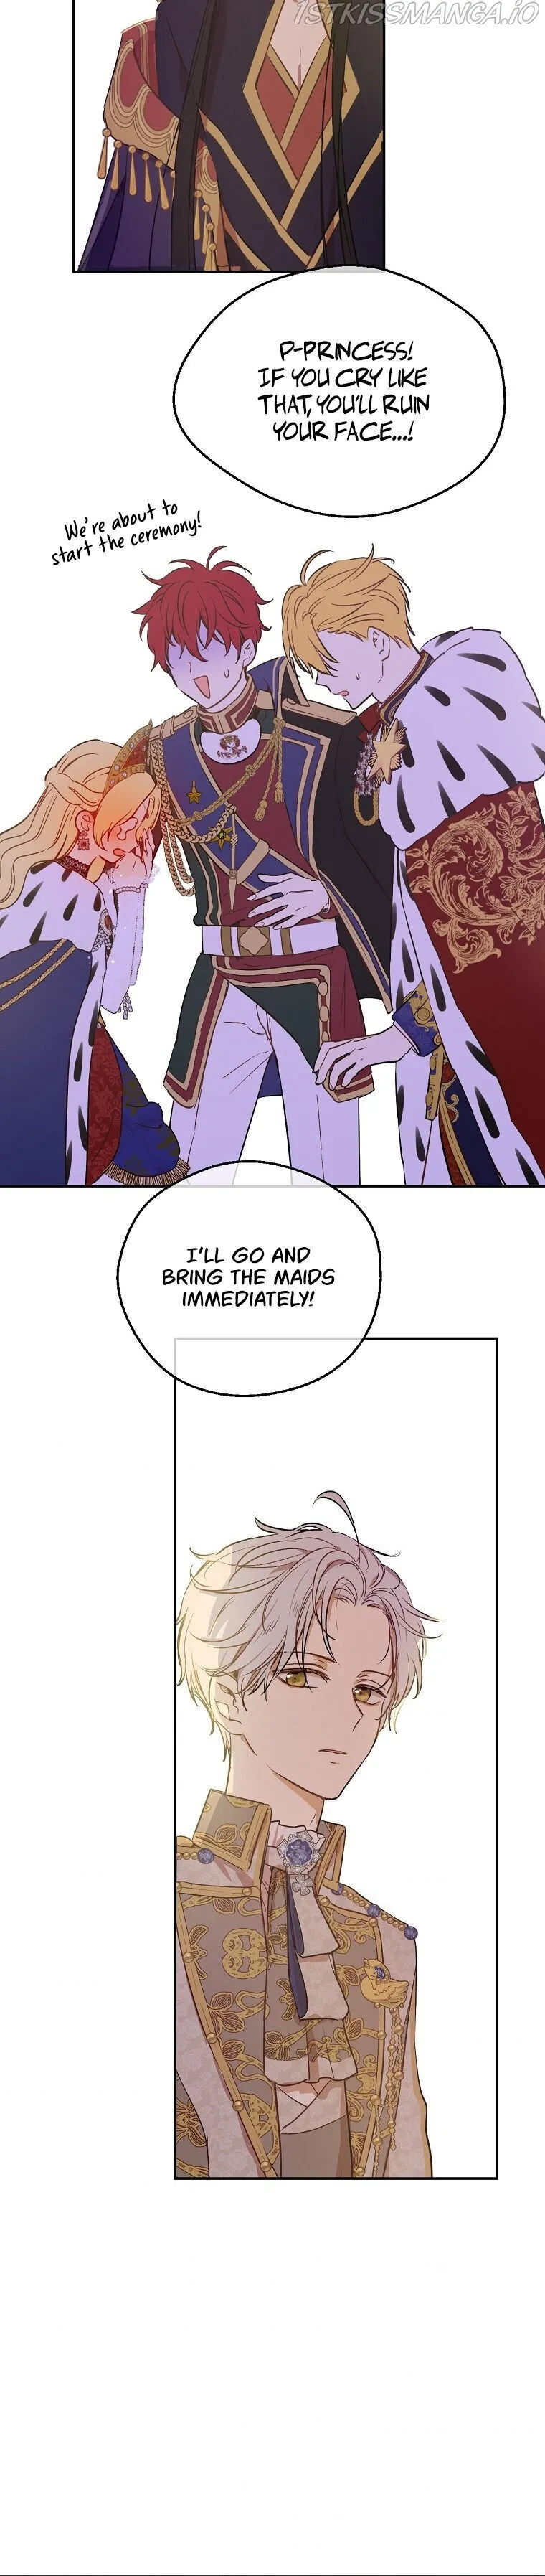 1STKISSMANGA.iO
P-PRINCESS!
IF YOU CRY LIKE
THAT, YOU'LL RUIN
YOUR FACE...!
We're about to
start the ceremony!
I'LL GO AND
BRING THE MAIDS
IMMEDIATELY!